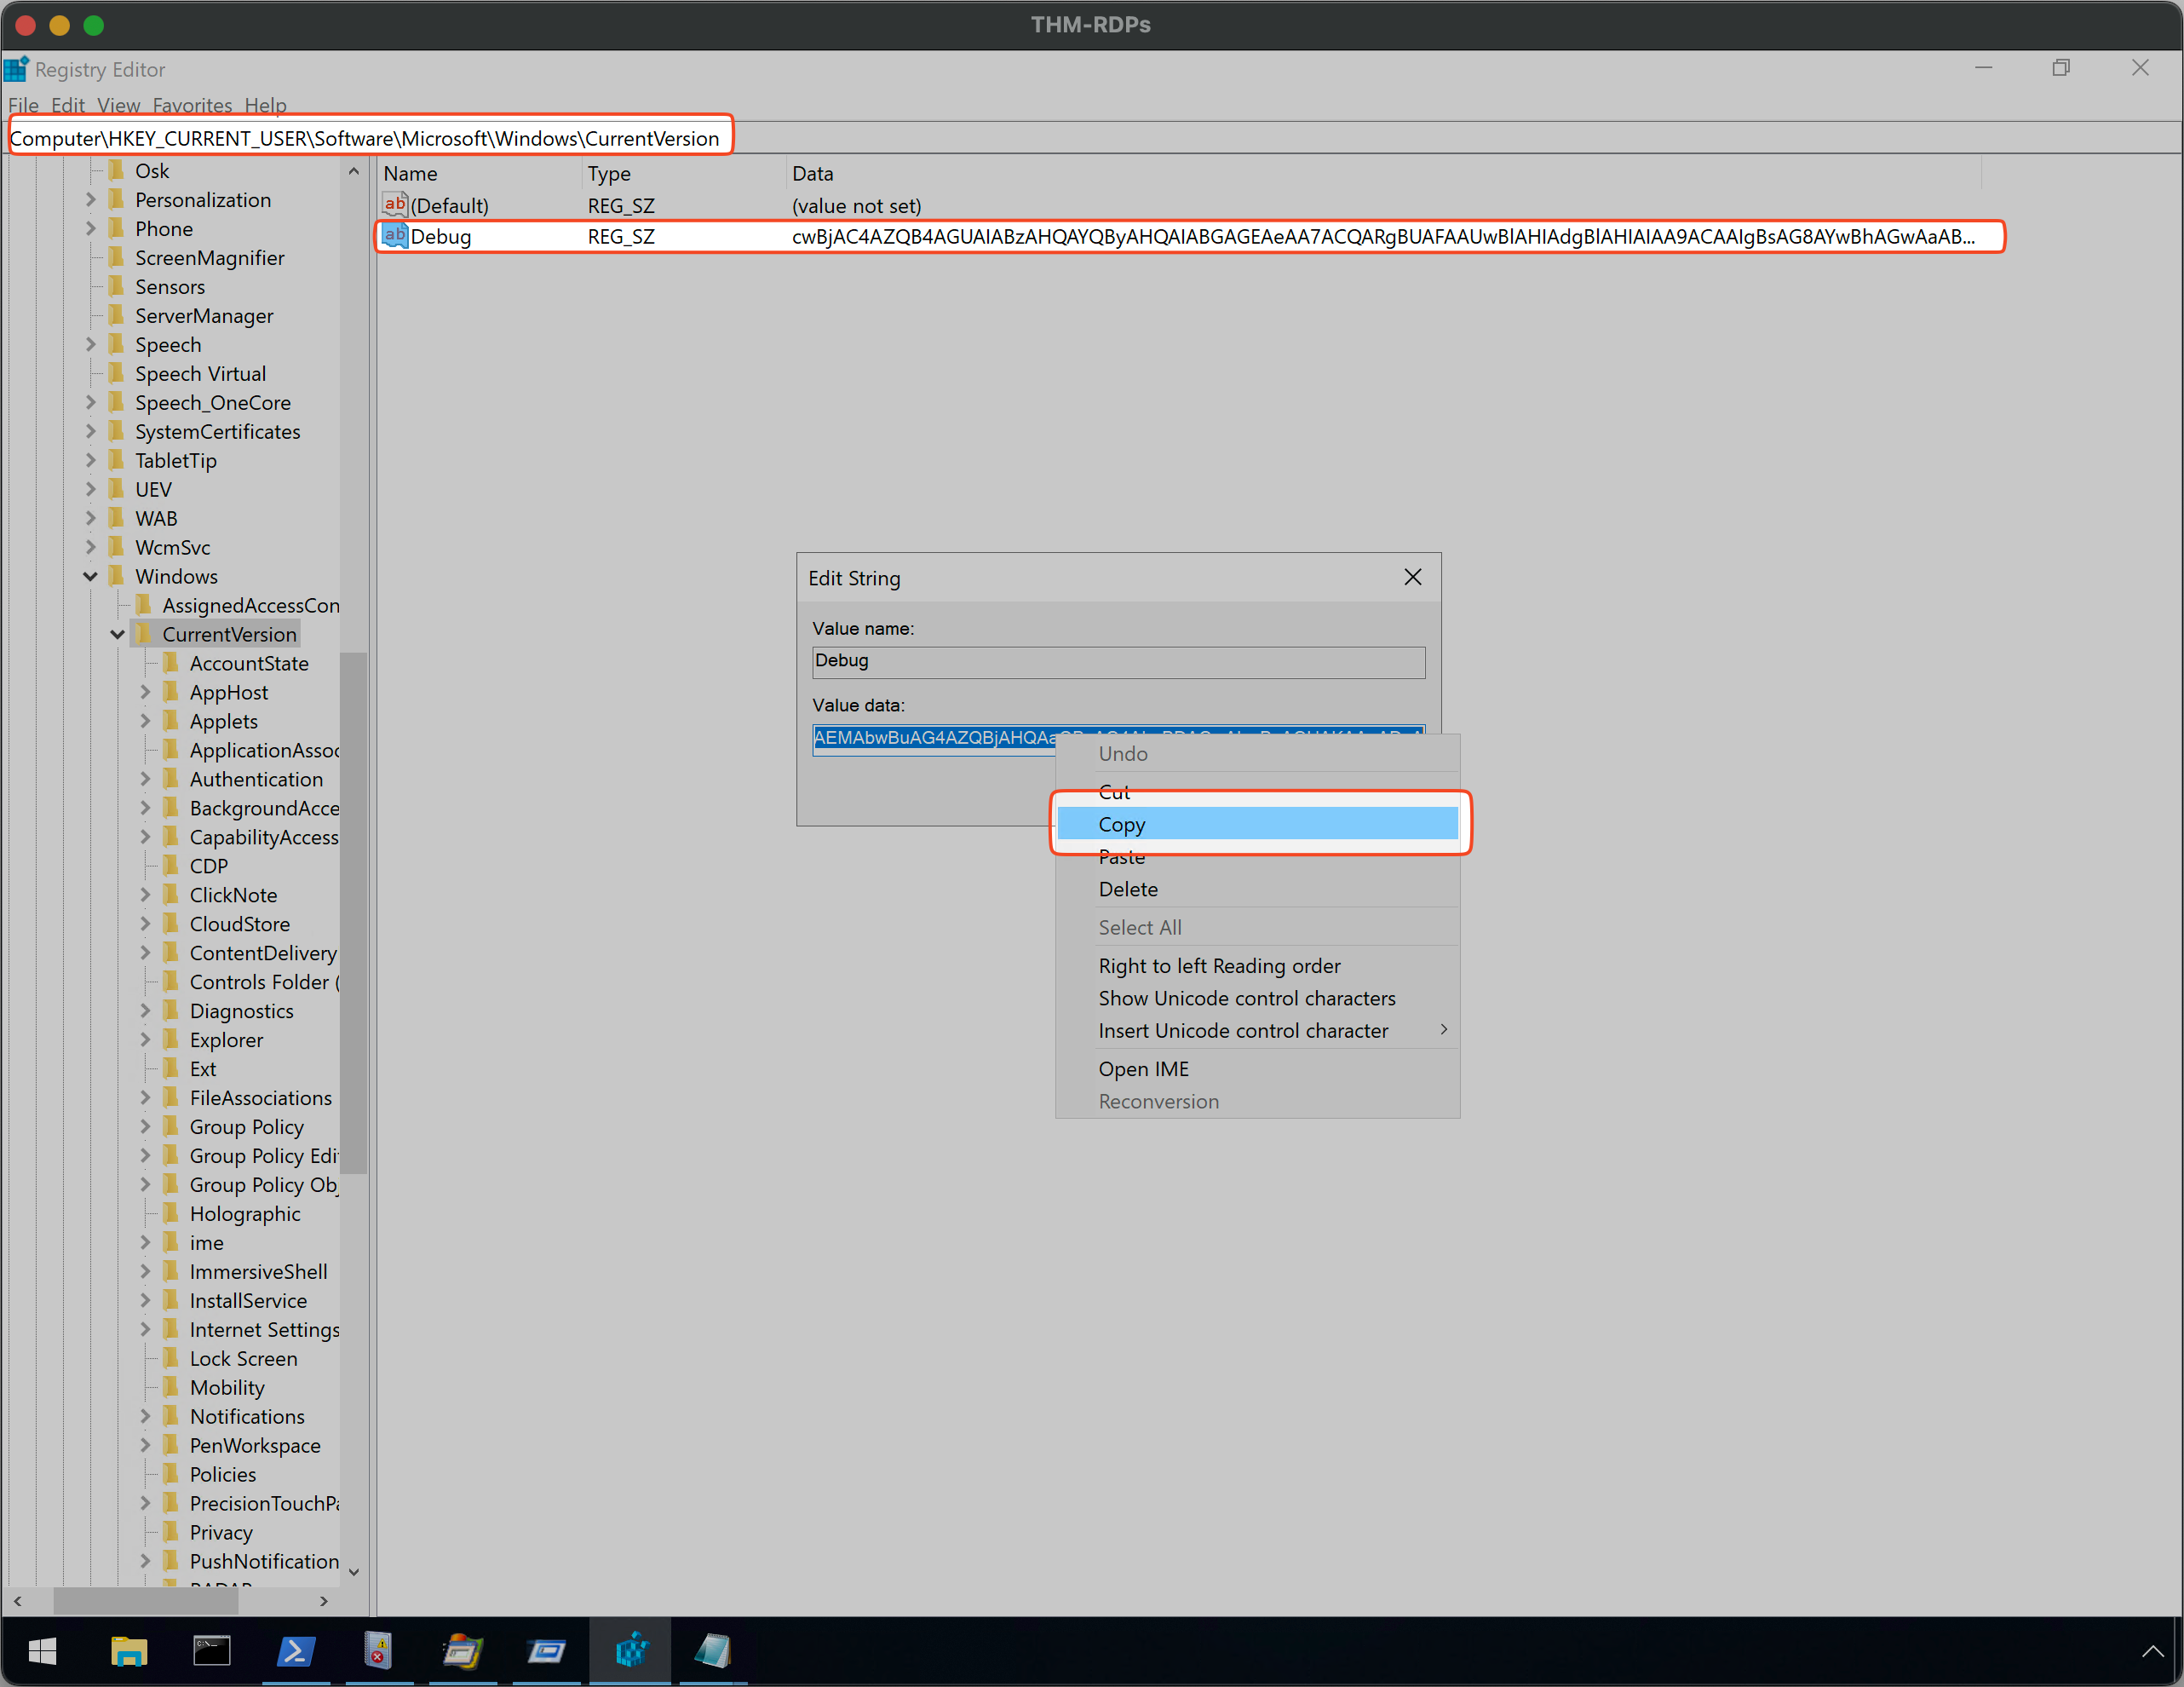 THM-RDPs
Registry Editor
File Edit View Favorites Help
Computer\HKEY_CURRENT_USER\Software\Microsoft\Windows\CurrentVersion
Name Type Data
(Default) REG_SZ (value not set)
Debug REG_SZ cwBjAC4AZQB4AGUAIABzAHQAYQByAHQAIABGAGEAeAA7ACQARgBUAFAAUwBlAHIAdgBlAHIAIAA9ACAAIgBsAG8AYwBhAGwAaAB...
Osk
Personalization
Phone
ScreenMagnifier
Sensors
ServerManager
Speech
Speech Virtual
Speech_OneCore
SystemCertificates
TabletTip
UEV
WAB
WcmSvc
Windows
AssignedAccessCon
CurrentVersion
AccountState
AppHost
Applets
ApplicationAssoc
Authentication
BackgroundAcce
CapabilityAccess
CDP
ClickNote
CloudStore
ContentDelivery
Controls Folder (
Diagnostics
Explorer
Ext
FileAssociations
Group Policy
Group Policy Edi
Group Policy Obj
Holographic
ime
ImmersiveShell
InstallService
Internet Settings
Lock Screen
Mobility
Notifications
PenWorkspace
Policies
PrecisionTouchPa
Privacy
PushNotification
Edit String
Value name:
Debug
Value data:
AEMAbwBuAG4AZQBjAHQAa
Undo
Cut
Copy
Paste
Delete
Select All
Right to left Reading order
Show Unicode control characters
Insert Unicode control character
Open IME
Reconversion